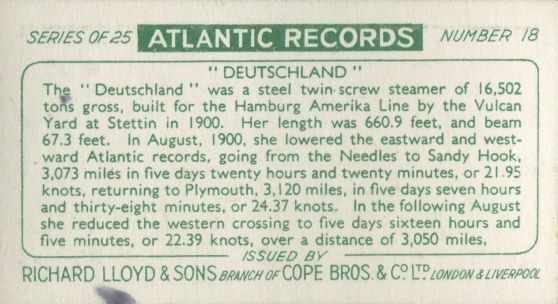 SERIES OF 25 ATLANTIC RECORDS NUMBER 18
"DEUTSCHLAND"
The "Deutschland" was a steel twin-screw steamer of 16,502
tons gross, built for the Hamburg Amerika Line by the Vulcan
Yard at Stettin in 1900. Her length was 660.9 feet, and beam
67.3 feet. In August, 1900, she lowered the eastward and west-
ward Atlantic records, going from the Needles to Sandy Hook,
3,073 miles in five days twenty hours and twenty minutes, or 21.95
knots, returning to Plymouth, 3,120 miles, in five days seven hours
and thirty-eight minutes, or 24.37 knots. In the following August
she reduced the western crossing to five days sixteen hours and
five minutes, or 22.39 knots, over a distance of 3,050 miles.
ISSUED BY
RICHARD LLOYD & SONS BRANCH OF COPE BROS. & CO LTD LONDON & LIVERPOOL